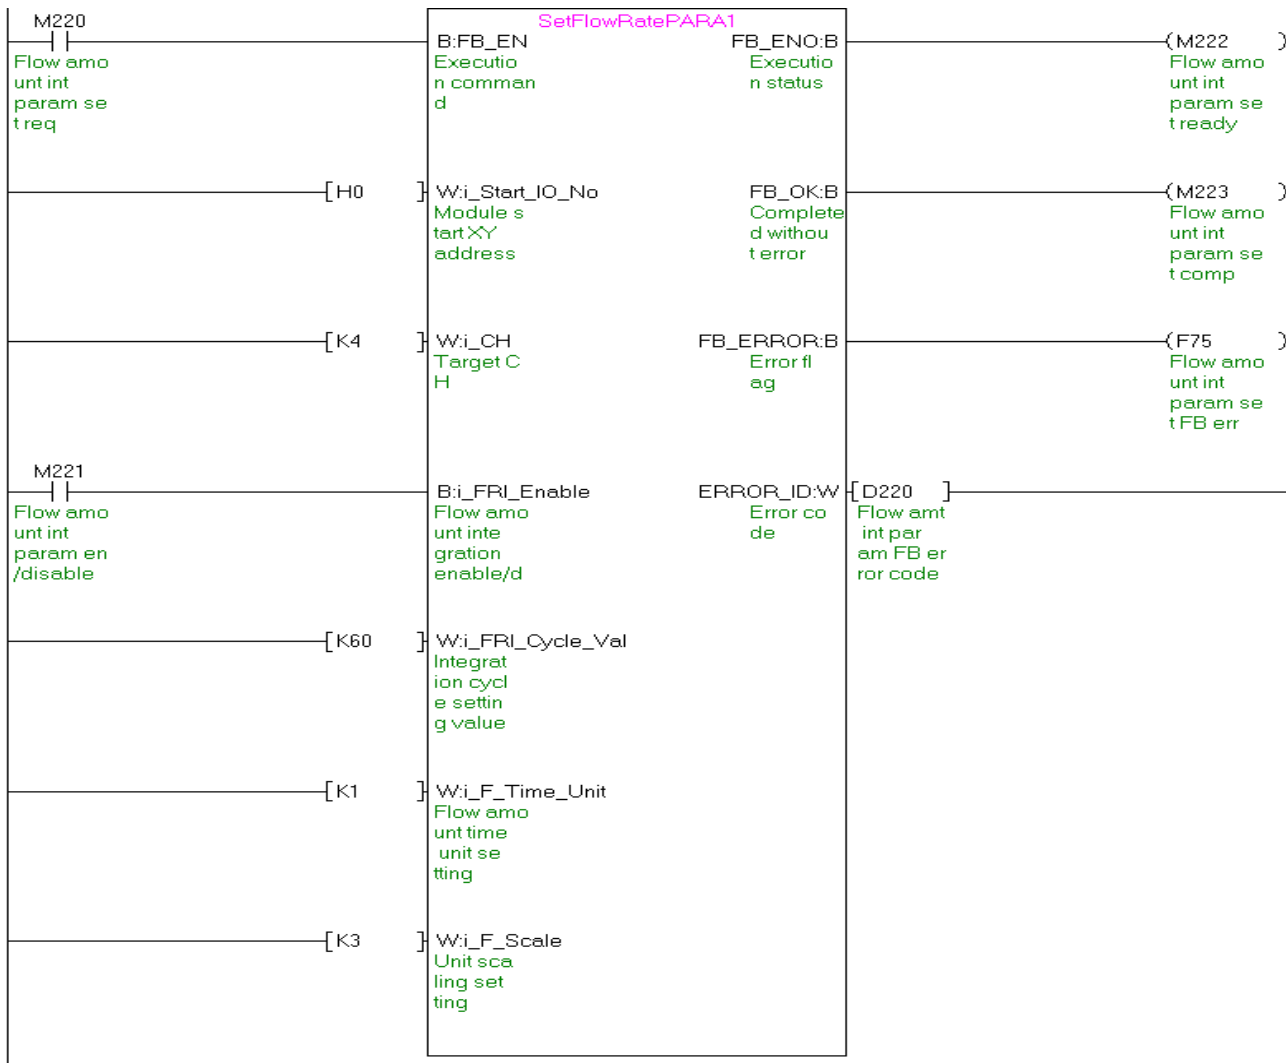 M220
SetFlowRatePARA1
B:FB_EN
FB_ENO:B
(M222 )
Flow amo
unt int
param se
t req
Executio
n comman
d
Executio
n status
Flow amo
unt int
param se
t ready
[H0 ]
W:i_Start_IO_No
FB_OK:B
(M223 )
Module s
tart XY
address
Complete
d withou
t error
Flow amo
unt int
param se
t comp
[K4 ]
W:i_CH
FB_ERROR:B
(F75 )
Target C
H
Error fl
ag
Flow amo
unt int
param se
t FB err
M221
B:i_FRI_Enable
ERROR_ID:W
[D220 ]
Flow amo
unt int
param en
/disable
Flow amo
unt inte
gration
enable/d
Error co
de
Flow amt
int par
am FB er
ror code
[K60 ]
W:i_FRI_Cycle_Val
Integrat
ion cycl
e settin
g value
[K1 ]
W:i_F_Time_Unit
Flow amo
unt time
unit se
tting
[K3 ]
W:i_F_Scale
Unit sca
ling set
ting